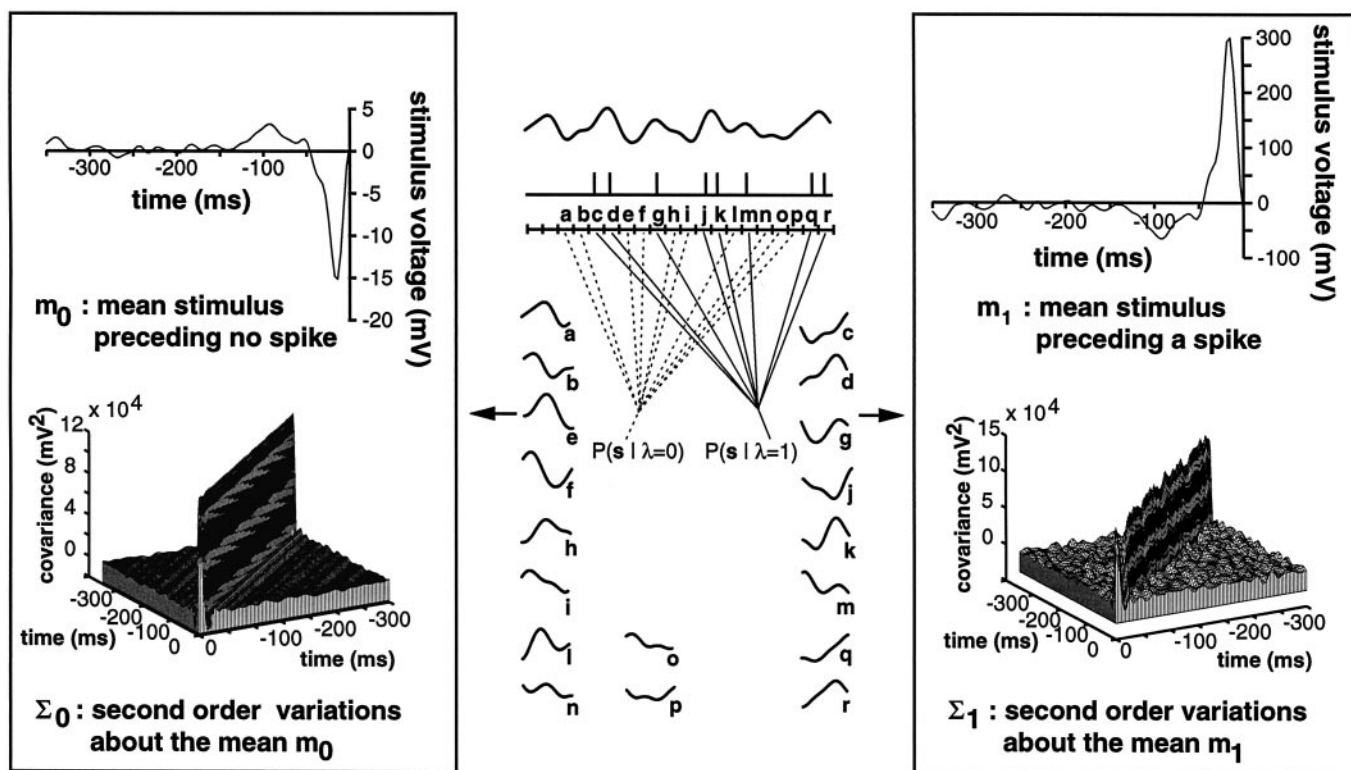 5
0
-5
-10
-15
-20
stimulus voltage (mV)
-300 -200 -100
time (ms)
m0 : mean stimulus
preceding no spike
12 x 10^4
8
4
0
covariance (mV2)
-300
-200
-100
0
time (ms)
0 -100 -200 -300
time (ms)
Σ0 : second order variations
about the mean m0
a b c d e f g h i j k l m n o p q r
a
b
e
f
h
i
l
n
o
p
P(s | λ=0) P(s | λ=1)
c
d
g
j
k
m
q
r
300
200
100
0
-100
stimulus voltage (mV)
-300 -200 -100
time (ms)
m1 : mean stimulus
preceding a spike
15 x 10^4
10
5
0
covariance (mV2)
-300
-200
-100
0
time (ms)
0 -100 -200 -300
time (ms)
Σ1 : second order variations
about the mean m1